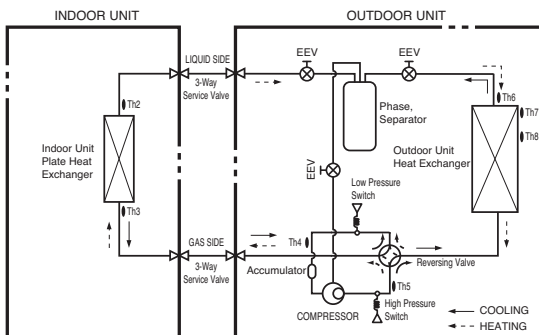 INDOOR UNIT
OUTDOOR UNIT
LIQUID SIDE
3-Way
Service Valve
EEV
EEV
Th2
Indoor Unit
Plate Heat
Exchanger
Th3
Phase,
Separator
Th6
Th7
Th8
Outdoor Unit
Heat Exchanger
EEV
Low Pressure
Switch
GAS SIDE
3-Way
Service Valve
Th4
Accumulator
Reversing Valve
Th5
COMPRESSOR
High Pressure
Switch
COOLING
HEATING